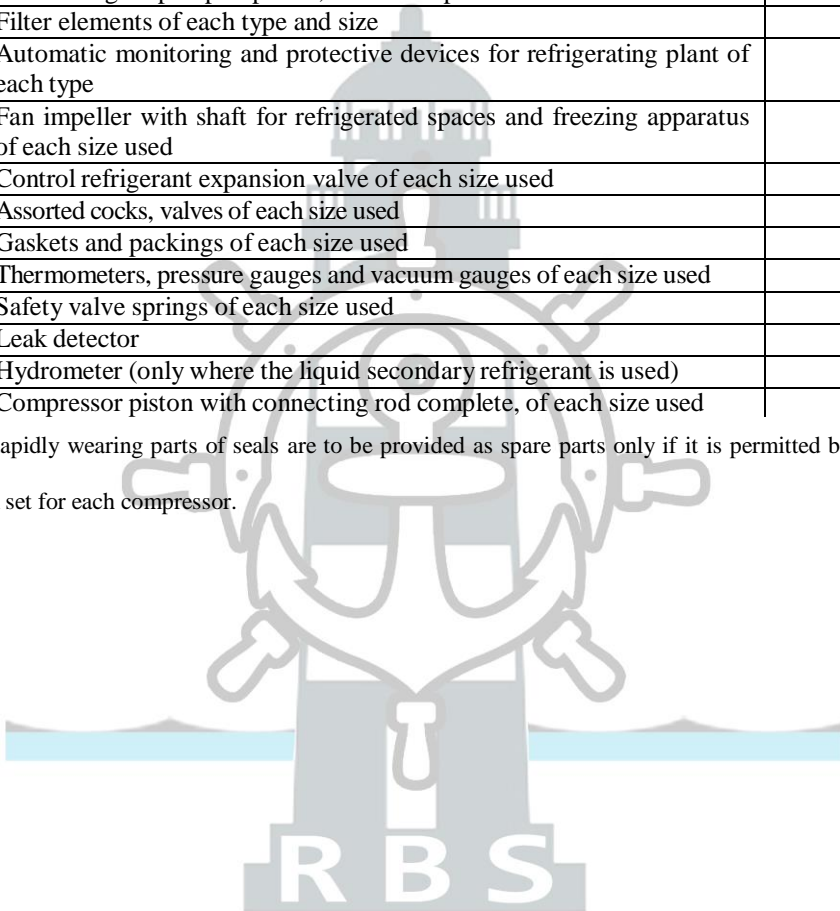 Filter elements of each type and size
Automatic monitoring and protective devices for refrigerating plant of
each type
Fan impeller with shaft for refrigerated spaces and freezing apparatus
of each size used
Control refrigerant expansion valve of each size used
Assorted cocks, valves of each size used
Gaskets and packings of each size used
Thermometers, pressure gauges and vacuum gauges of each size used
Safety valve springs of each size used
Leak detector
Hydrometer (only where the liquid secondary refrigerant is used)
Compressor piston with connecting rod complete, of each size used
apidly wearing parts of seals are to be provided as spare parts only if it is permitted b
set for each compressor.
RBS